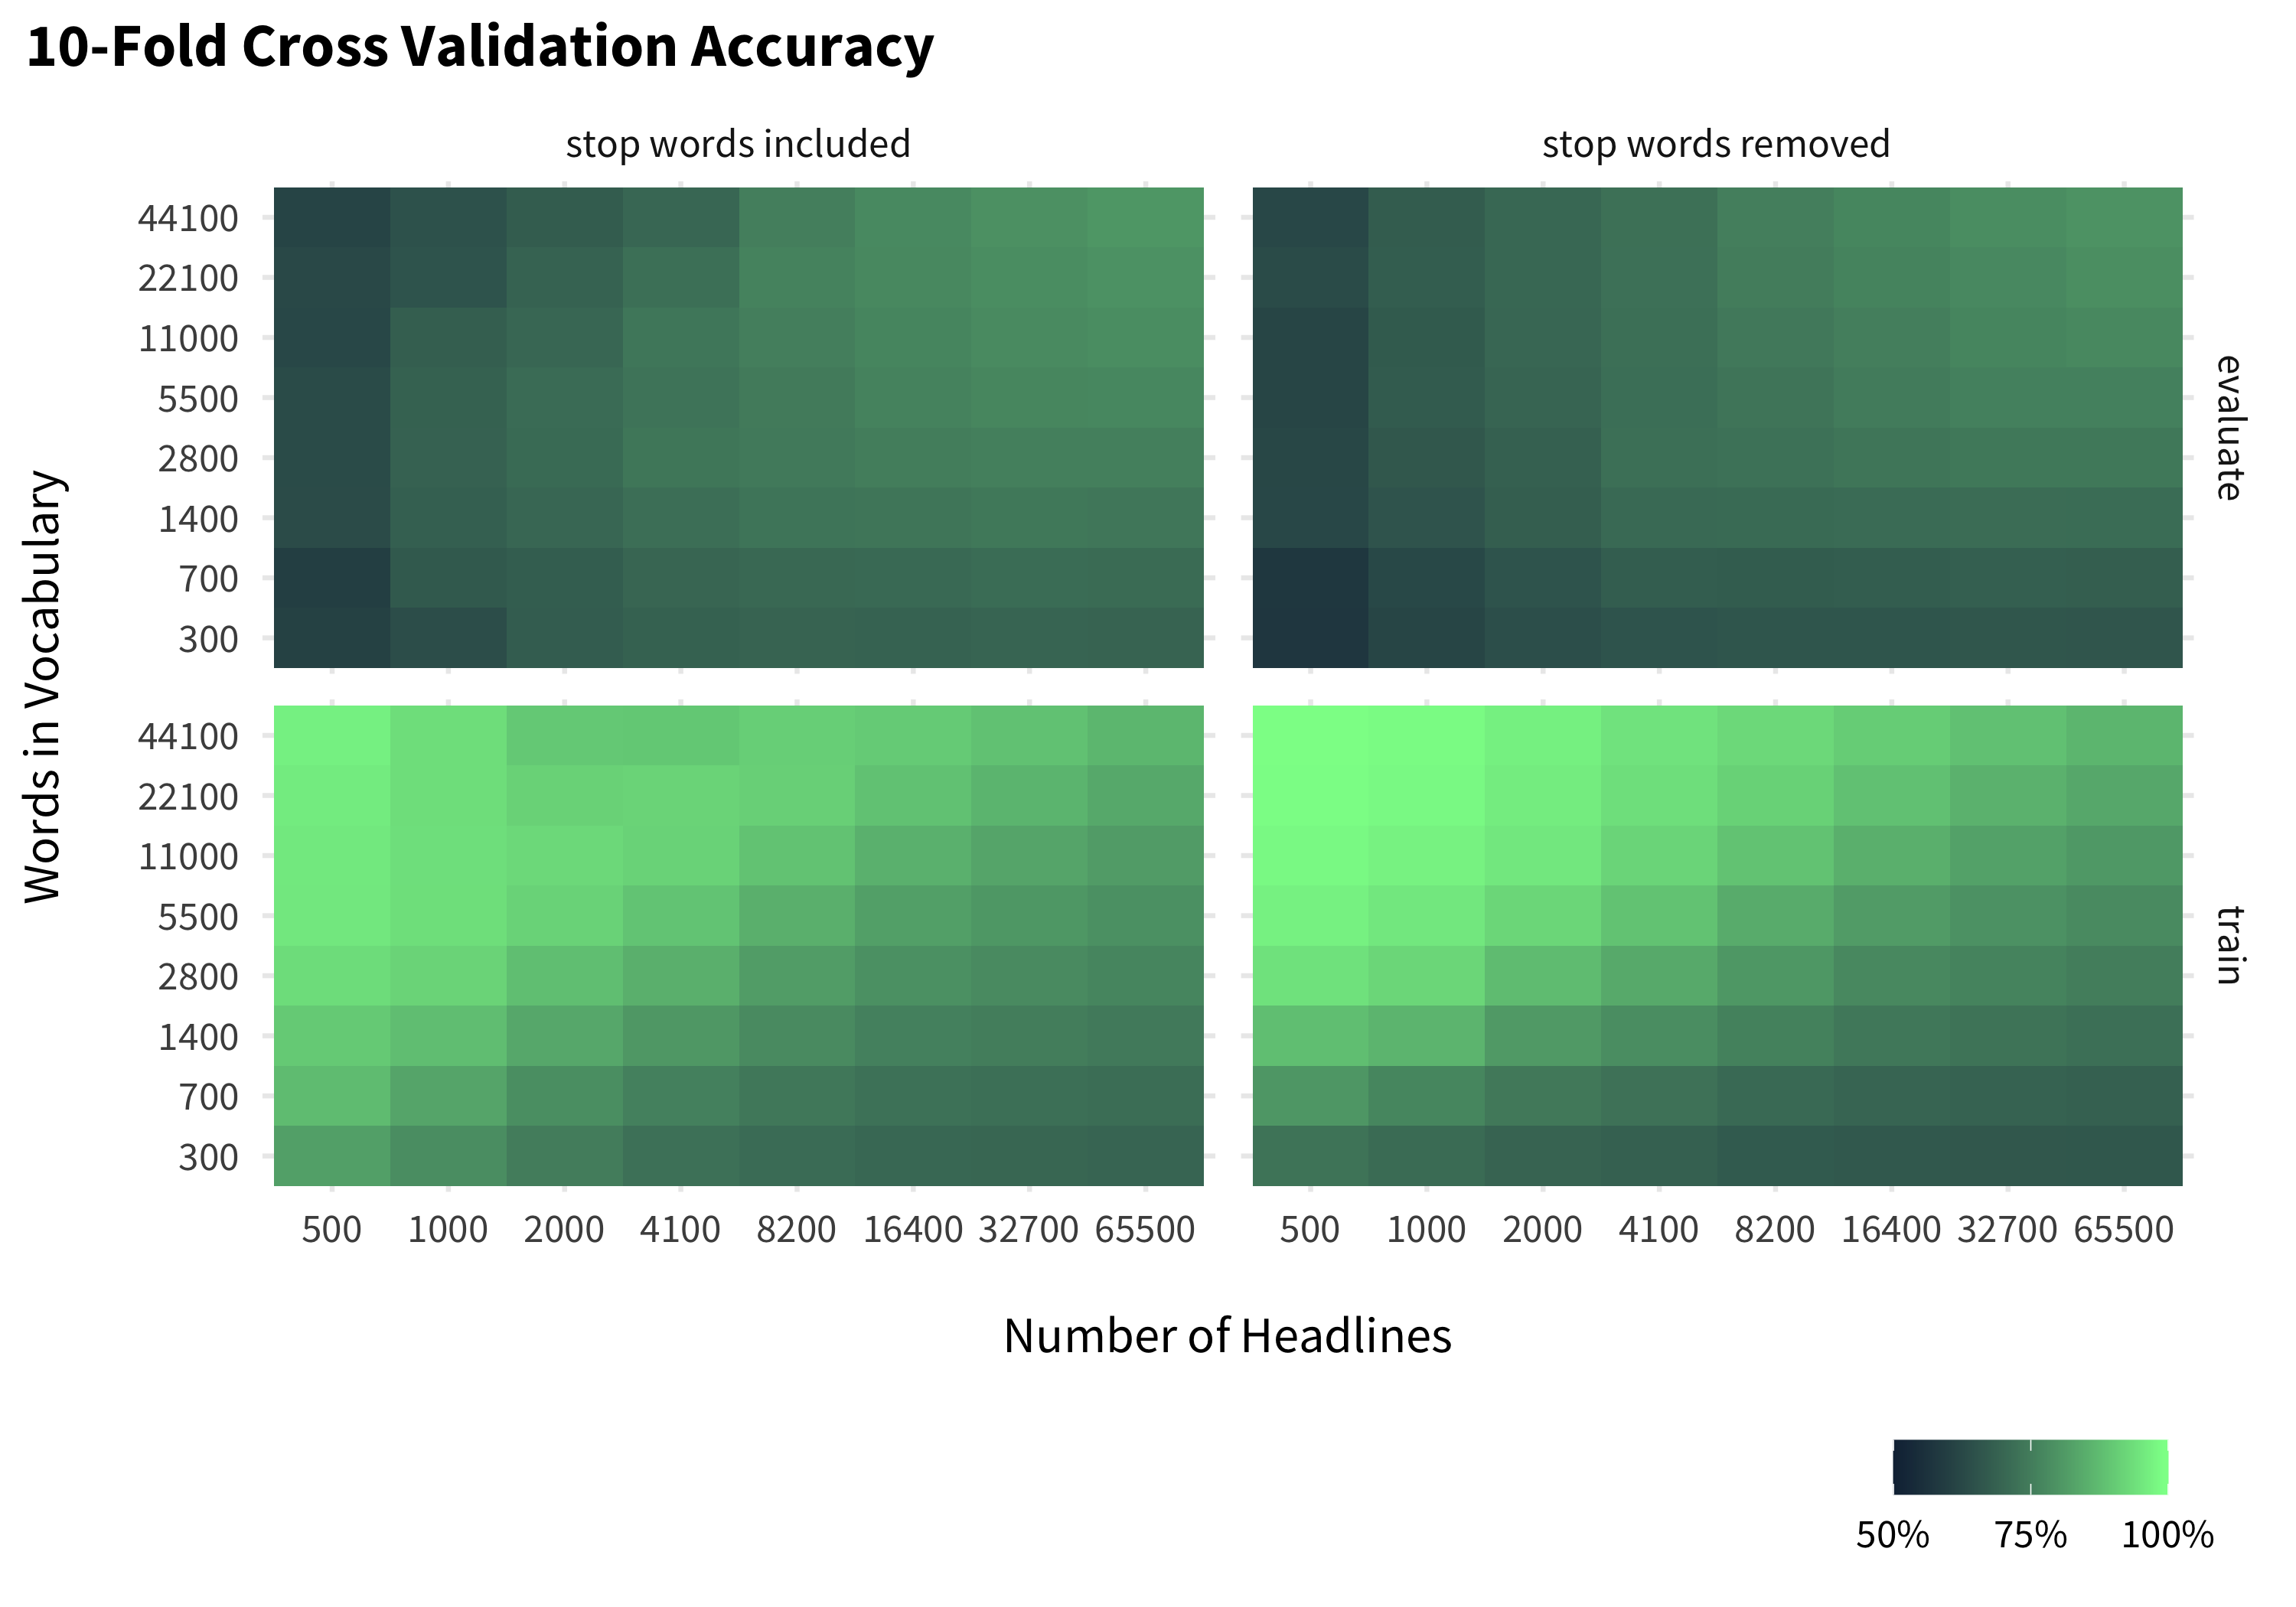 10-Fold Cross Validation Accuracy
stop words included
stop words removed
Words in Vocabulary
44100
22100
11000
5500
2800
1400
700
300
evaluate
44100
22100
11000
5500
2800
1400
700
300
train
500 1000 2000 4100 8200 16400 32700 65500
500 1000 2000 4100 8200 16400 32700 65500
Number of Headlines
50% 75% 100%